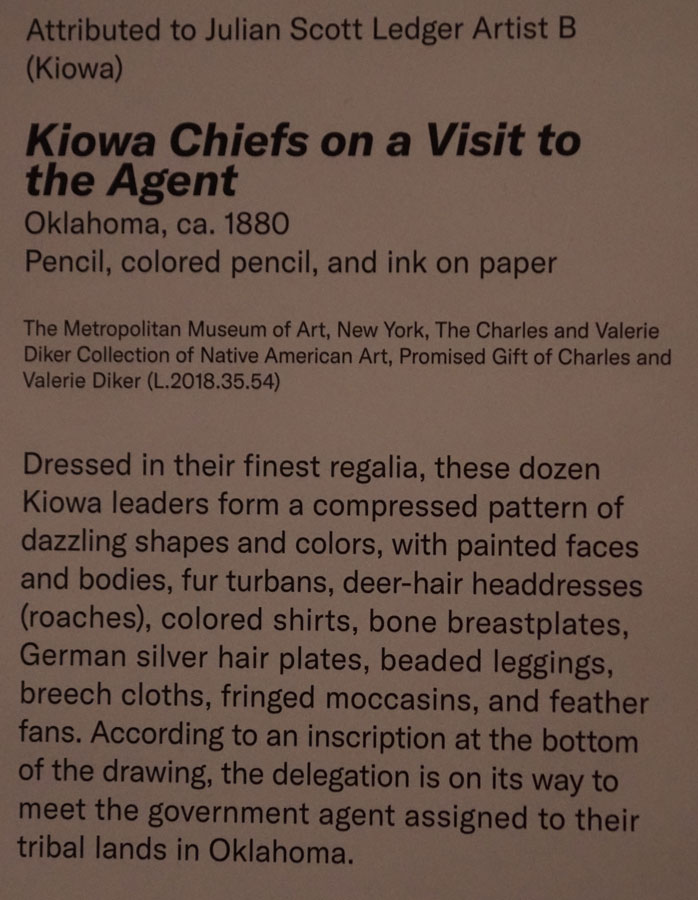 Attributed to Julian Scott Ledger Artist B
(Kiowa)
Kiowa Chiefs on a Visit to
the Agent
Oklahoma, ca. 1880
Pencil, colored pencil, and ink on paper
The Metropolitan Museum of Art, New York, The Charles and Valerie
Diker Collection of Native American Art, Promised Gift of Charles and
Valerie Diker (L.2018.35.54)
Dressed in their finest regalia, these dozen
Kiowa leaders form a compressed pattern of
dazzling shapes and colors, with painted faces
and bodies, fur turbans, deer-hair headdresses
(roaches), colored shirts, bone breastplates,
German silver hair plates, beaded leggings,
breech cloths, fringed moccasins, and feather
fans. According to an inscription at the bottom
of the drawing, the delegation is on its way to
meet the government agent assigned to their
tribal lands in Oklahoma.